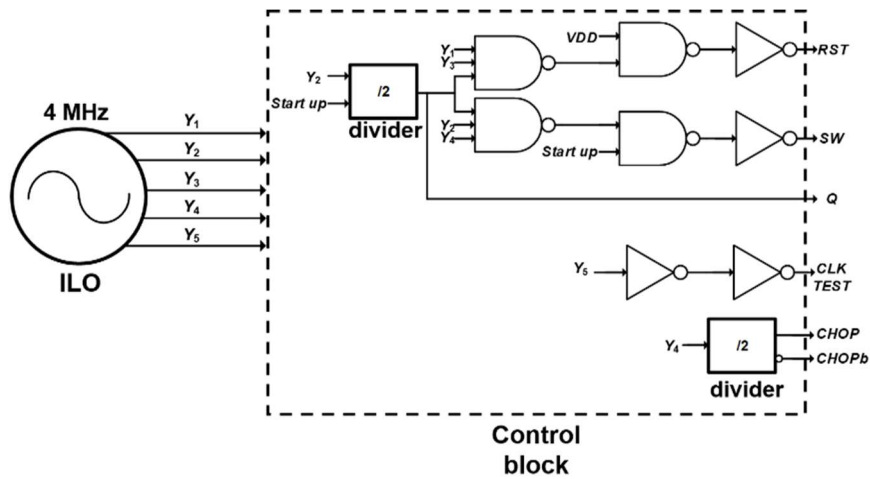 4 MHz
ILO
Y1
Y2
Y3
Y4
Y5
Y2
Start up
/2
divider
Y1
Y3
Y2
Y4
VDD
Start up
RST
SW
Q
Y5
CLK
TEST
Y4
/2
divider
CHOP
CHOPb
Control
block